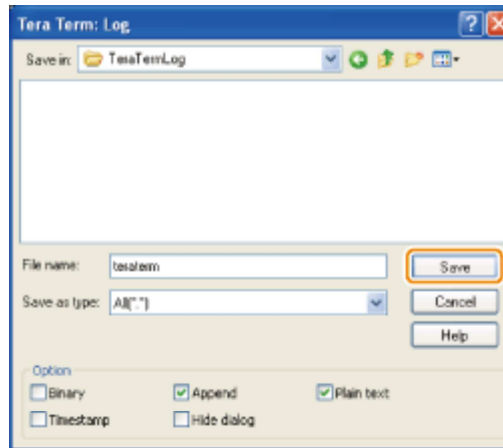 Tera Term: Log
Save in: TeraTermLog
File name: teraterm Save
Save as type: All(*.*) Cancel
Help
Option
Binary Append Plain text
Timestamp Hide dialog